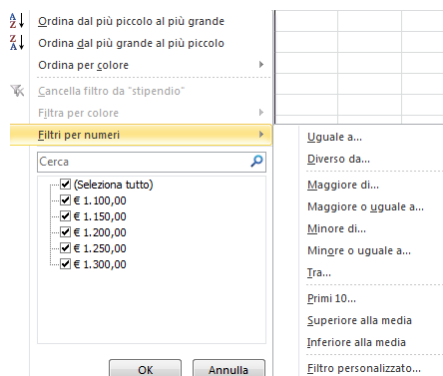 Ordina dal più piccolo al più grande
Ordina dal più grande al più piccolo
Ordina per colore
Cancella filtro da "stipendio"
Filtra per colore
Filtri per numeri
Cerca
(Seleziona tutto)
€ 1.100,00
€ 1.150,00
€ 1.200,00
€ 1.250,00
€ 1.300,00
OK
Annulla
Uguale a...
Diverso da...
Maggiore di...
Maggiore o uguale a...
Minore di...
Minore o uguale a...
Tra...
Primi 10...
Superiore alla media
Inferiore alla media
Filtro personalizzato...